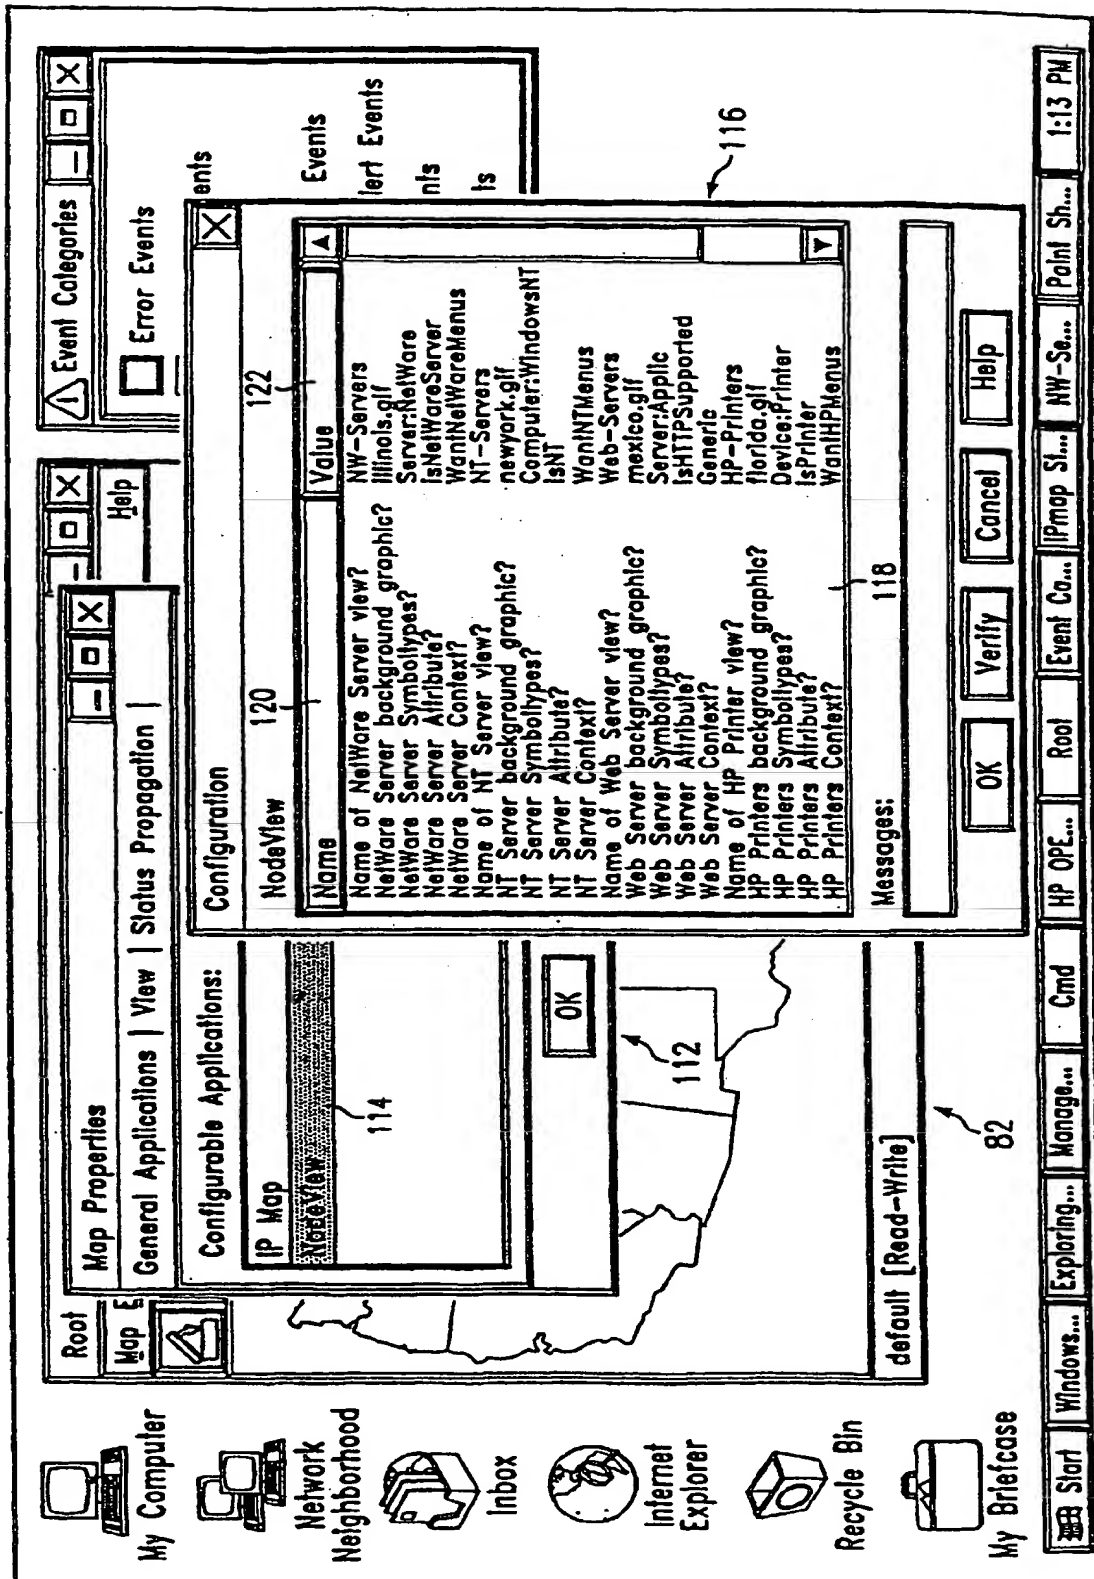 My Computer
Network
Neighborhood
Inbox
Internet
Explorer
Recycle Bin
My Briefcase
Root
Map E
Help
default [Read-Write]
82
Map Properties
General Applications | View | Status Propagation |
Configurable Applications:
IP Map
NodeView
114
OK
112
Event Categories
Error Events
ents
Events
lert Events
nts
ts
Configuration
NodeView
120
122
Name Value
Name of NetWare Server view? NW-Servers
NetWare Server background graphic? Illinois.gif
NetWare Server Symboltypes? Server:NetWare
NetWare Server Attribute? IsNetWareServer
NetWare Server Context? WantNetWareMenus
Name of NT Server view? NT-Servers
NT Server background graphic? newyork.gif
NT Server Symboltypes? Computer:WindowsNT
NT Server Attribute? IsNT
NT Server Context? WantNTMenus
Name of Web Server view? Web-Servers
Web Server background graphic? mexico.gif
Web Server Symboltypes? Server:Applic
Web Server Attribute? IsHTTPSupported
Web Server Context? Generic
Name of HP Printer view? HP-Printers
HP Printers background graphic? florida.gif
HP Printers Symboltypes? Device:Printer
HP Printers Attribute? IsPrinter
HP Printers Context? WantHPMenus
118
116
Messages:
OK Verify Cancel Help
Start Windows... Exploring... Manage... Cmd HP OPE... Root Event Ca... IPmap St... NW-Se... Paint Sh... 1:13 PM